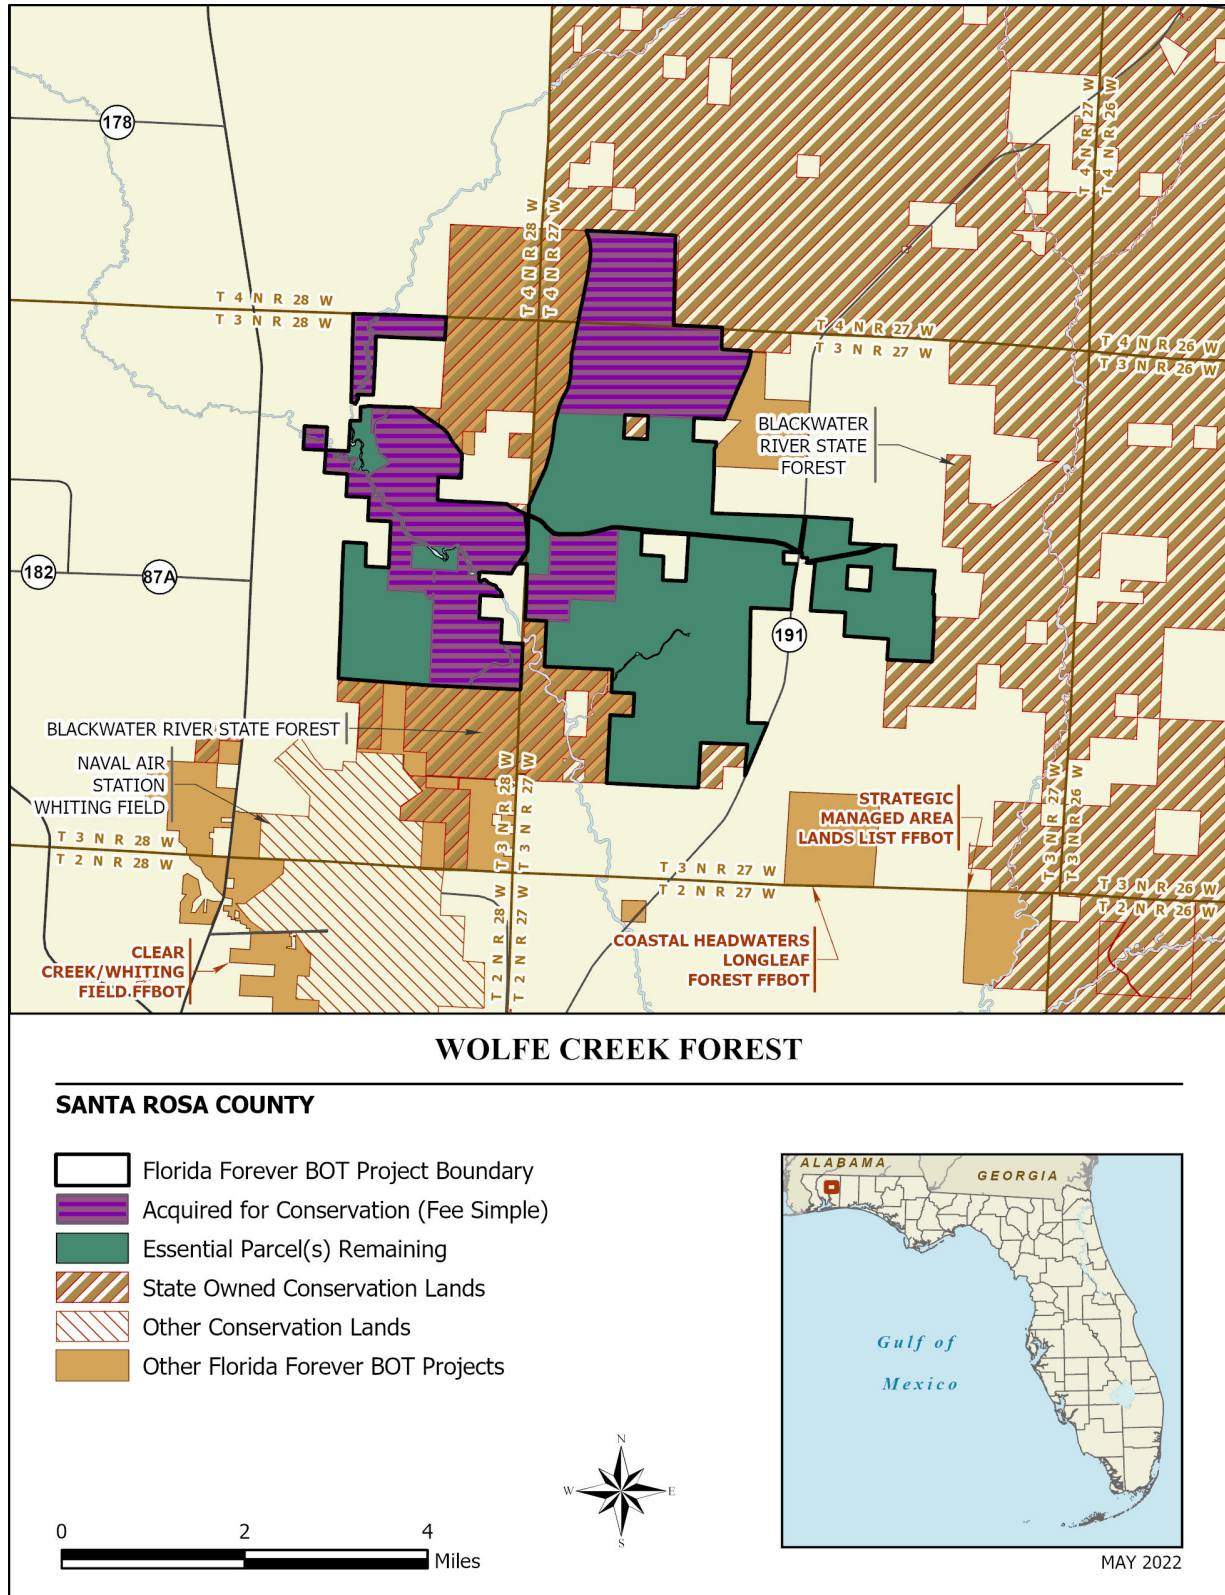 178
T 4 N R 28 W
T 4 N R 27 W
T 4 N R 27 W
T 4 N R 26 W
T 4 N R 28 W
T 3 N R 28 W
T 4 N R 27 W
T 3 N R 27 W
T 4 N R 26 W
T 3 N R 26 W
BLACKWATER
RIVER STATE
FOREST
182
87A
191
BLACKWATER RIVER STATE FOREST
NAVAL AIR
STATION
WHITING FIELD
T 3 N R 28 W
T 3 N R 27 W
T 3 N R 27 W
T 3 N R 26 W
STRATEGIC
MANAGED AREA
LANDS LIST FFBOT
T 3 N R 28 W
T 2 N R 28 W
T 3 N R 27 W
T 2 N R 27 W
T 3 N R 26 W
T 2 N R 26 W
T 2 N R 28 W
T 2 N R 27 W
CLEAR
CREEK/WHITING
FIELD FFBOT
COASTAL HEADWATERS
LONGLEAF
FOREST FFBOT
WOLFE CREEK FOREST
SANTA ROSA COUNTY
Florida Forever BOT Project Boundary
Acquired for Conservation (Fee Simple)
Essential Parcel(s) Remaining
State Owned Conservation Lands
Other Conservation Lands
Other Florida Forever BOT Projects
ALABAMA
GEORGIA
Gulf of
Mexico
N
W E
S
0 2 4
Miles
MAY 2022